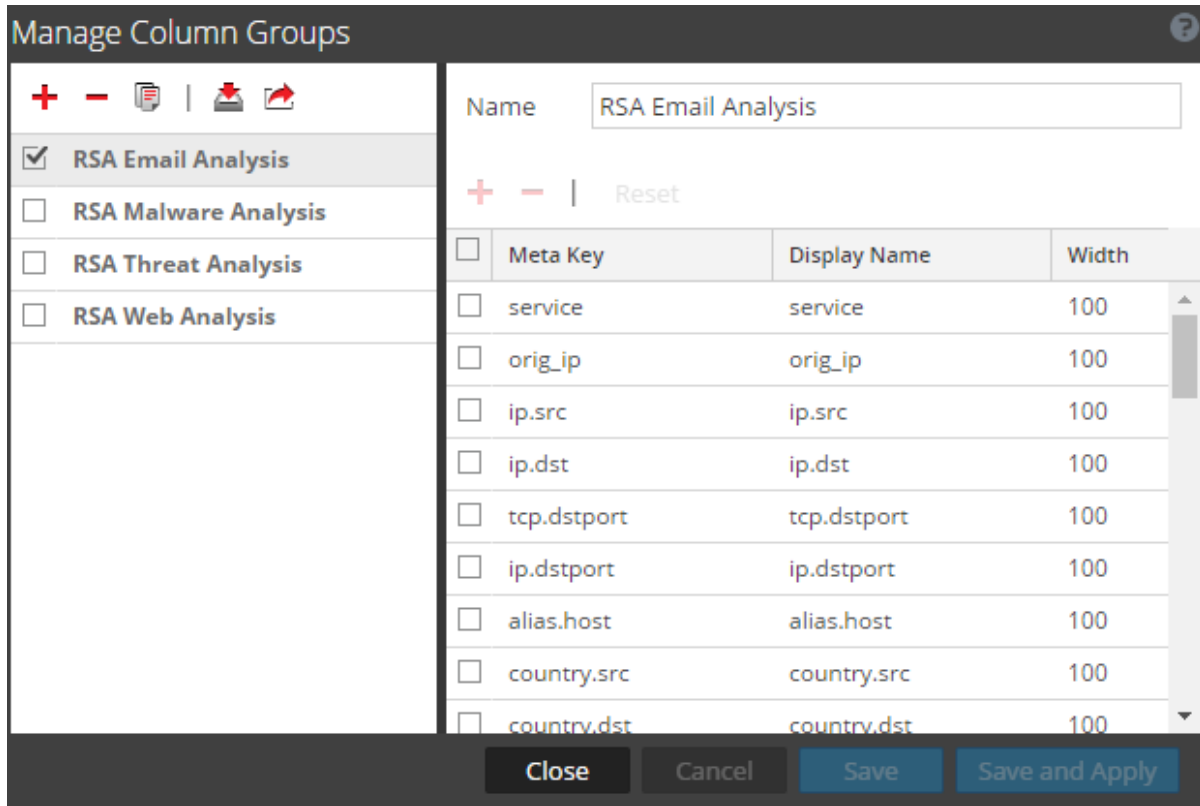 Manage Column Groups ?
RSA Email Analysis
RSA Malware Analysis
RSA Threat Analysis
RSA Web Analysis
Name RSA Email Analysis
Reset
Meta Key Display Name Width
service service 100
orig_ip orig_ip 100
ip.src ip.src 100
ip.dst ip.dst 100
tcp.dstport tcp.dstport 100
ip.dstport ip.dstport 100
alias.host alias.host 100
country.src country.src 100
country.dst country.dst 100
Close Cancel Save Save and Apply